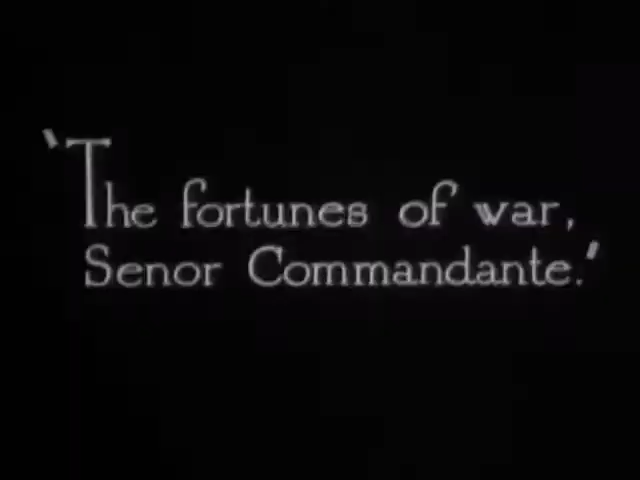 'The fortunes of war,
Senor Commandante.'